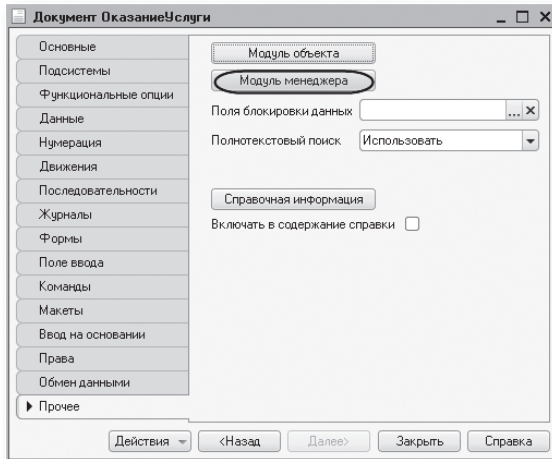 Документ ОказаниеУслуги
Основные
Подсистемы
Функциональные опции
Данные
Нумерация
Движения
Последовательности
Журналы
Формы
Поле ввода
Команды
Макеты
Ввод на основании
Права
Обмен данными
Прочее
Модуль объекта
Модуль менеджера
Поля блокировки данных
Полнотекстовый поиск Использовать
Справочная информация
Включать в содержание справки
Действия <Назад Далее> Закрыть Справка